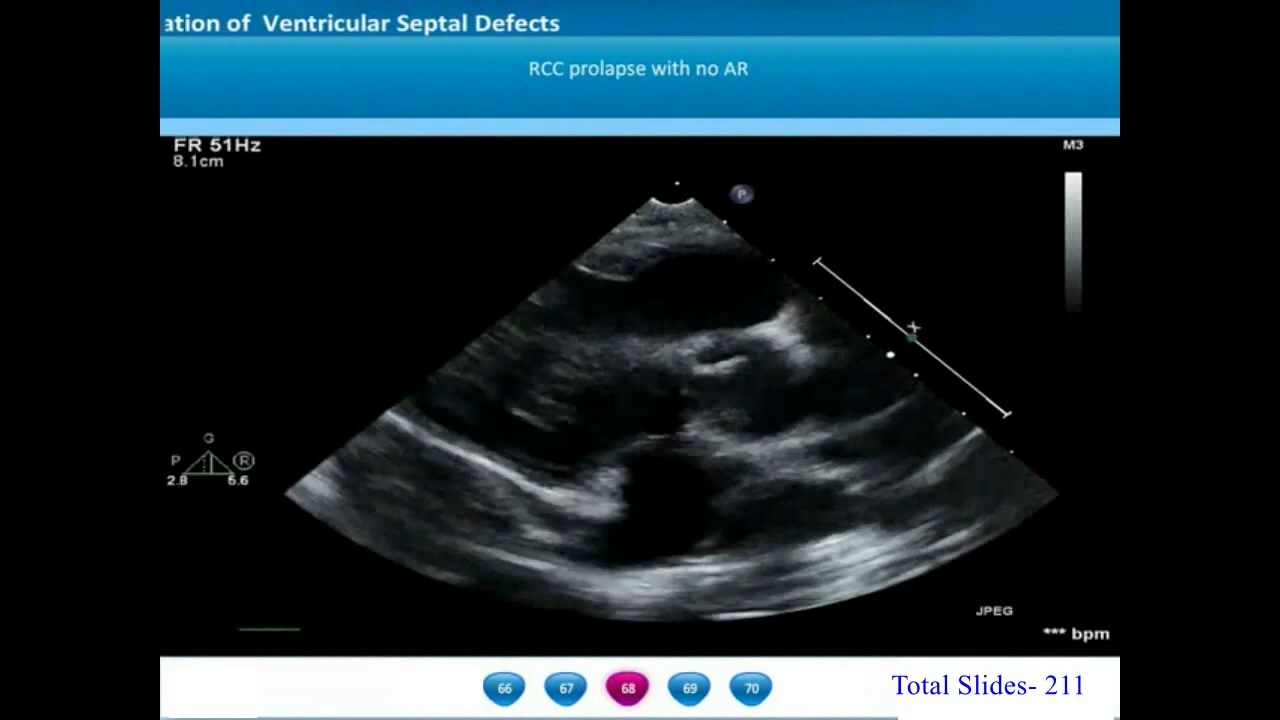 ation of Ventricular Septal Defects
RCC prolapse with no AR
FR 51Hz
8.1cm
M3
P
G
P R
2.8 5.6
JPEG
*** bpm
66 67 68 69 70
Total Slides- 211